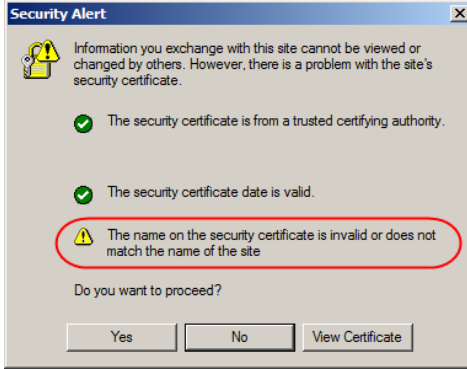 Security Alert
Information you exchange with this site cannot be viewed or
changed by others. However, there is a problem with the site's
security certificate.
The security certificate is from a trusted certifying authority.
The security certificate date is valid.
The name on the security certificate is invalid or does not
match the name of the site
Do you want to proceed?
Yes
No
View Certificate